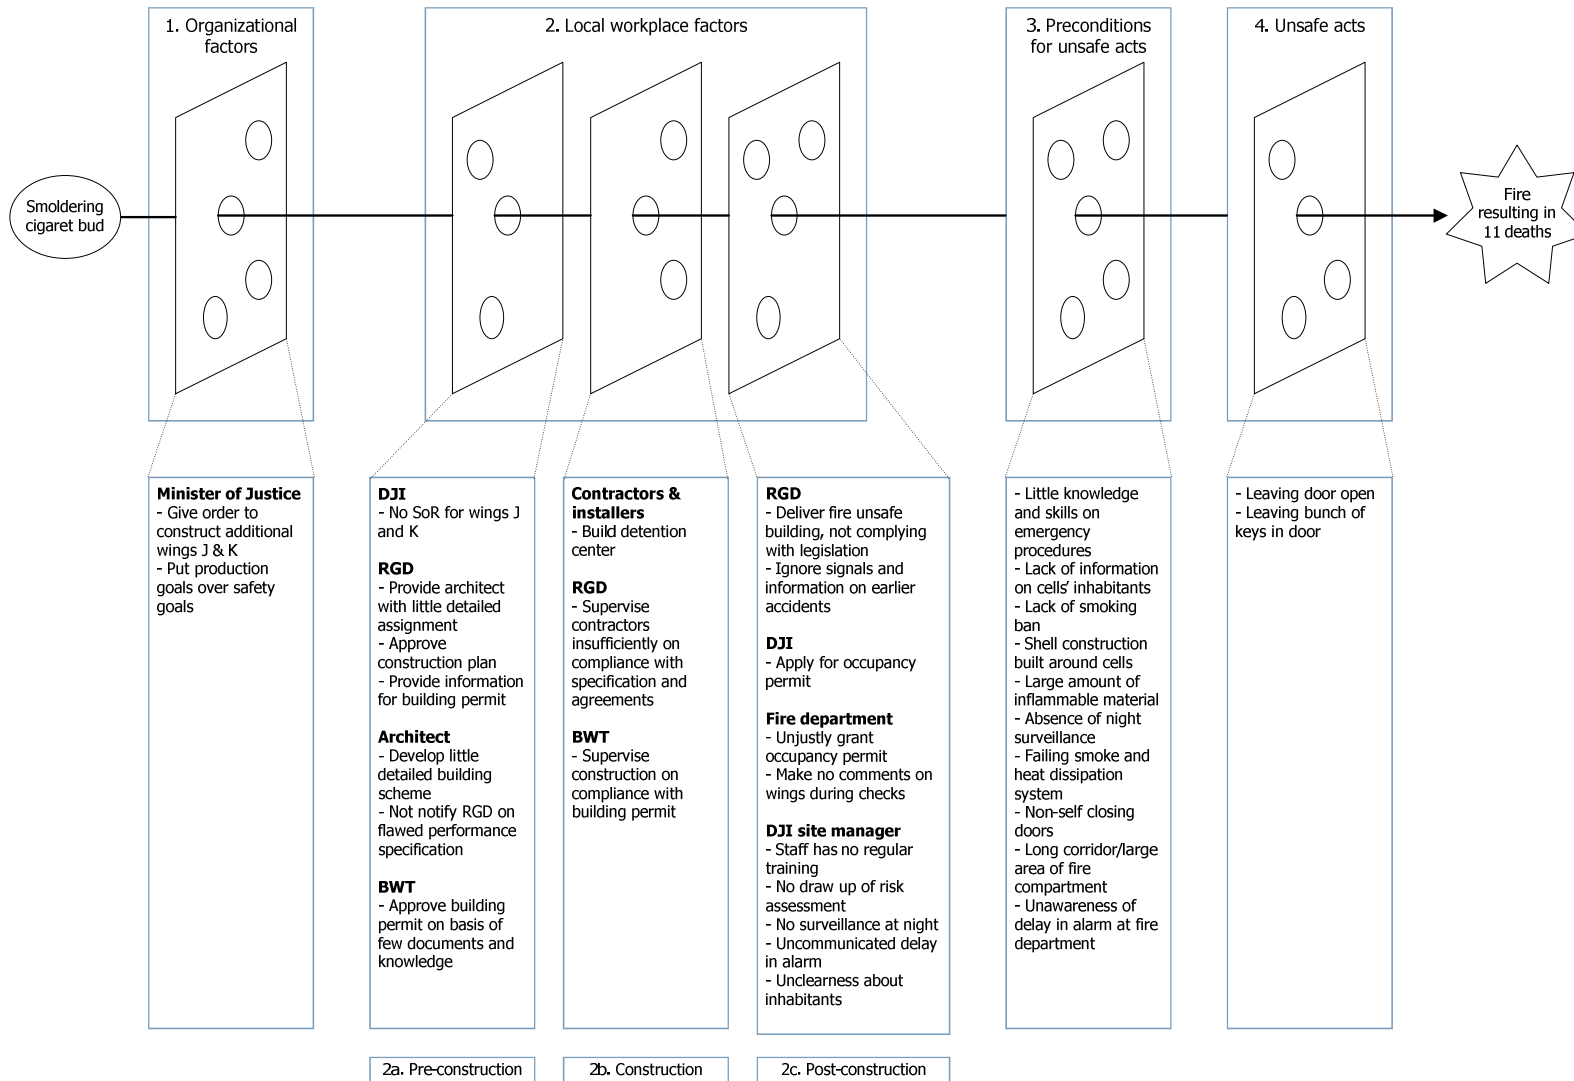 1. Organizational
factors
2. Local workplace factors
3. Preconditions
for unsafe acts
4. Unsafe acts
Smoldering
cigaret bud
Fire
resulting in
11 deaths
Minister of Justice
- Give order to
construct additional
wings J & K
- Put production
goals over safety
goals
DJI
- No SoR for wings J
and K
RGD
- Provide architect
with little detailed
assignment
- Approve
construction plan
- Provide information
for building permit
Architect
- Develop little
detailed building
scheme
- Not notify RGD on
flawed performance
specification
BWT
- Approve building
permit on basis of
few documents and
knowledge
Contractors &
installers
- Build detention
center
RGD
- Supervise
contractors
insufficiently on
compliance with
specification and
agreements
BWT
- Supervise
construction on
compliance with
building permit
RGD
- Deliver fire unsafe
building, not complying
with legislation
- Ignore signals and
information on earlier
accidents
DJI
- Apply for occupancy
permit
Fire department
- Unjustly grant
occupancy permit
- Make no comments on
wings during checks
DJI site manager
- Staff has no regular
training
- No draw up of risk
assessment
- No surveillance at night
- Uncommunicated delay
in alarm
- Unclearness about
inhabitants
- Little knowledge
and skills on
emergency
procedures
- Lack of information
on cells' inhabitants
- Lack of smoking
ban
- Shell construction
built around cells
- Large amount of
inflammable material
- Absence of night
surveillance
- Failing smoke and
heat dissipation
system
- Non-self closing
doors
- Long corridor/large
area of fire
compartment
- Unawareness of
delay in alarm at fire
department
- Leaving door open
- Leaving bunch of
keys in door
2a. Pre-construction
2b. Construction
2c. Post-construction